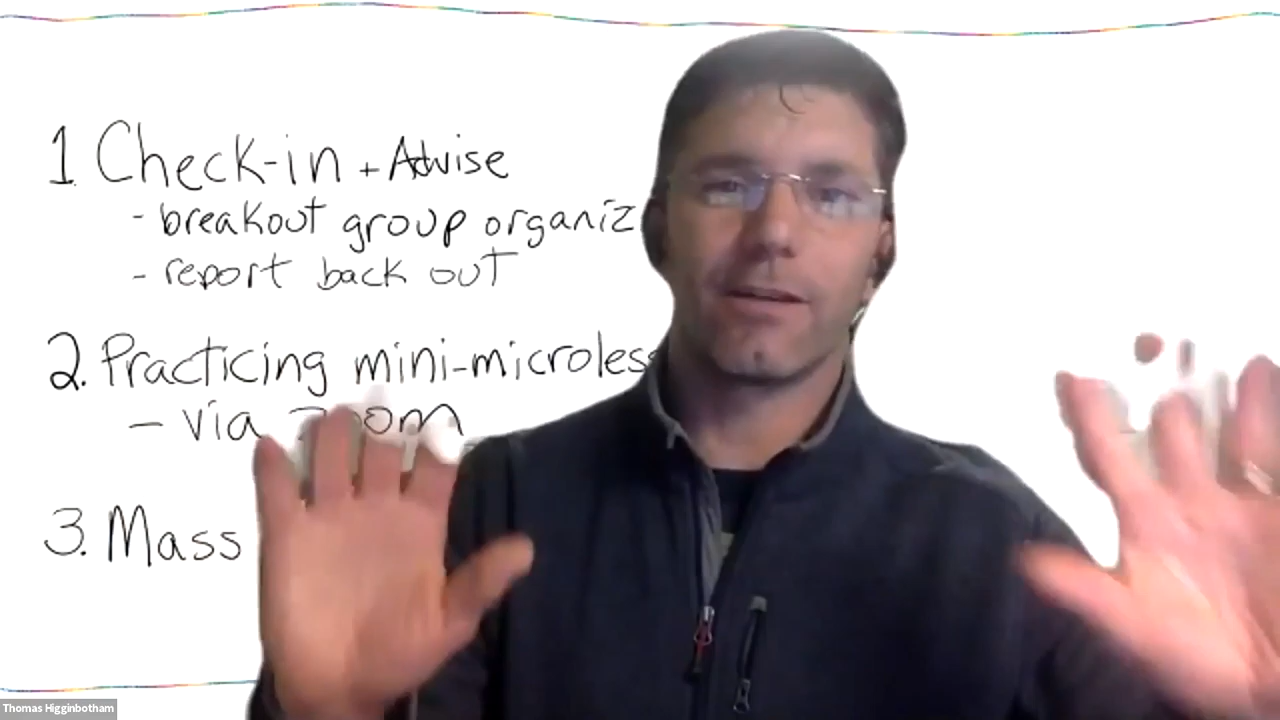 1. Check-in + Advise
- breakout group organiz
- report back out
2. Practicing mini-microless
- via zoom
3. Mass
Thomas Higginbotham